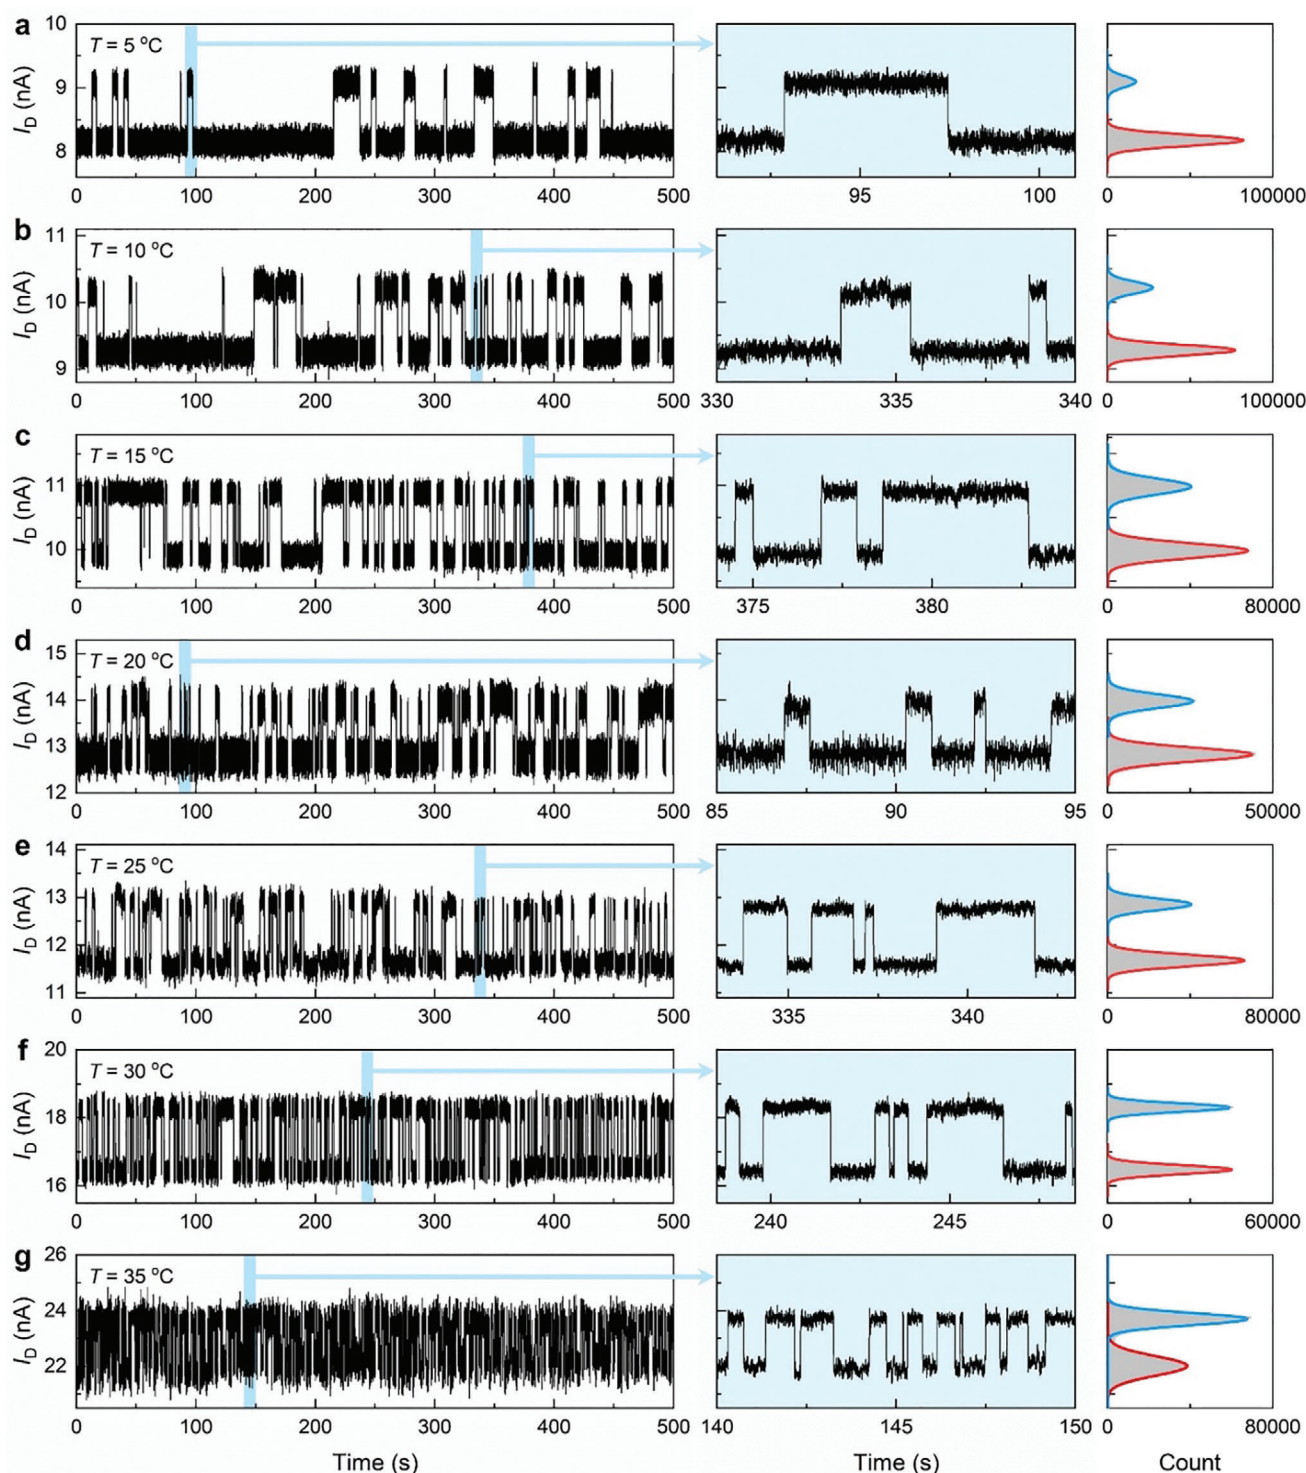 a
T = 5 °C
I_D (nA)
10
9
8
0 100 200 300 400 500
95 100
0 100000
b
T = 10 °C
I_D (nA)
11
10
9
0 100 200 300 400 500
330 335 340
0 100000
c
T = 15 °C
I_D (nA)
11
10
0 100 200 300 400 500
375 380
0 80000
d
T = 20 °C
I_D (nA)
15
14
13
12
0 100 200 300 400 500
85 90 95
0 50000
e
T = 25 °C
I_D (nA)
14
13
12
11
0 100 200 300 400 500
335 340
0 80000
f
T = 30 °C
I_D (nA)
20
18
16
0 100 200 300 400 500
240 245
0 60000
g
T = 35 °C
I_D (nA)
26
24
22
0 100 200 300 400 500
140 145 150
0 80000
Time (s) Time (s) Count